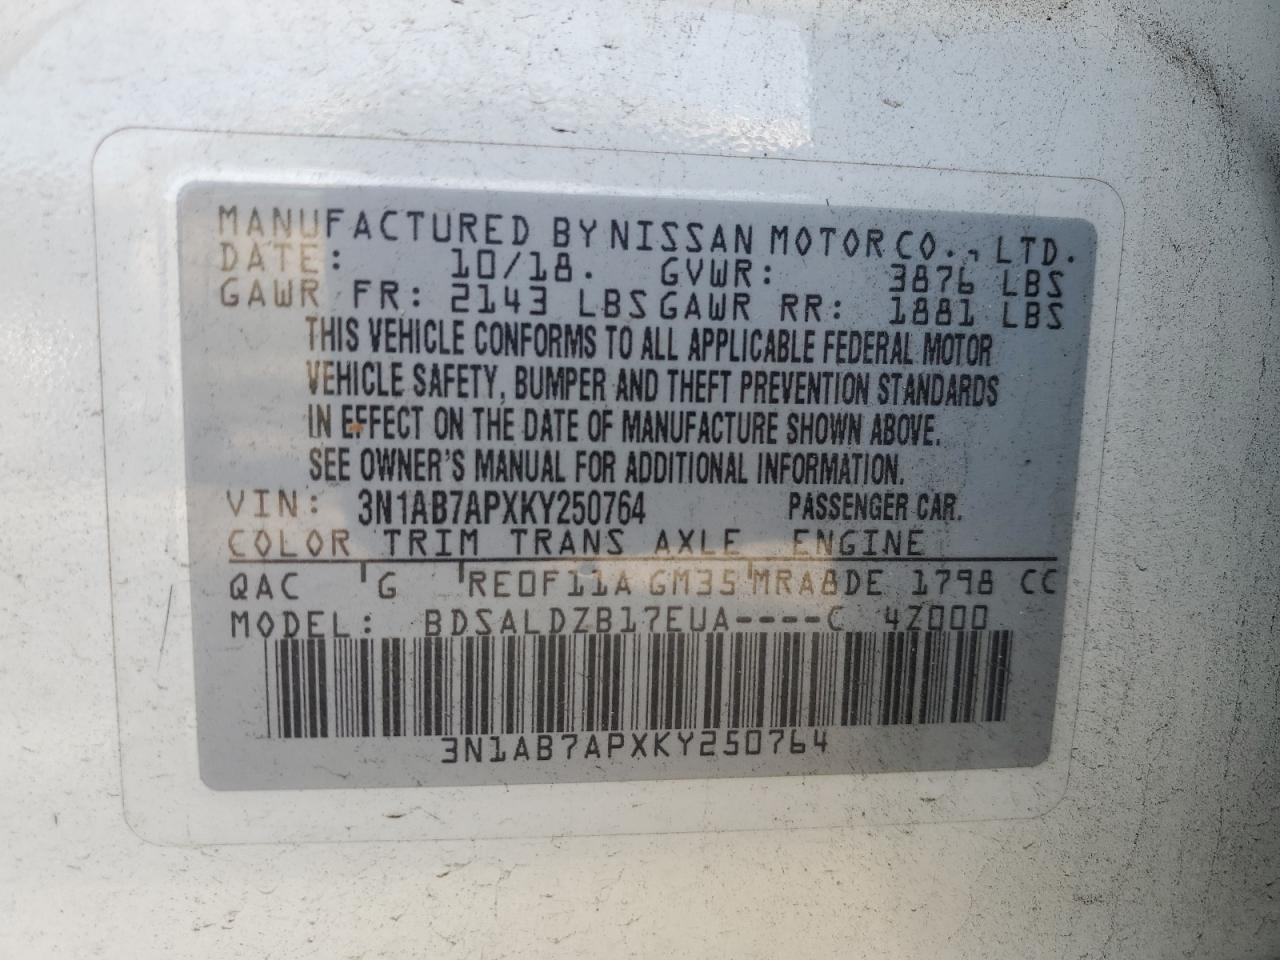 MANUFACTURED BY NISSAN MOTOR CO., LTD.
DATE: 10/18. GVWR: 3876 LBS
GAWR FR: 2143 LBS GAWR RR: 1881 LBS
THIS VEHICLE CONFORMS TO ALL APPLICABLE FEDERAL MOTOR
VEHICLE SAFETY, BUMPER AND THEFT PREVENTION STANDARDS
IN EFFECT ON THE DATE OF MANUFACTURE SHOWN ABOVE.
SEE OWNER'S MANUAL FOR ADDITIONAL INFORMATION.
VIN: 3N1AB7APXKY250764 PASSENGER CAR.
COLOR TRIM TRANS AXLE ENGINE
QAC G RE0F11A GM35 MRA8DE 1798 CC
MODEL: BDSALDZB17EUA----C 4Z000
3N1AB7APXKY250764